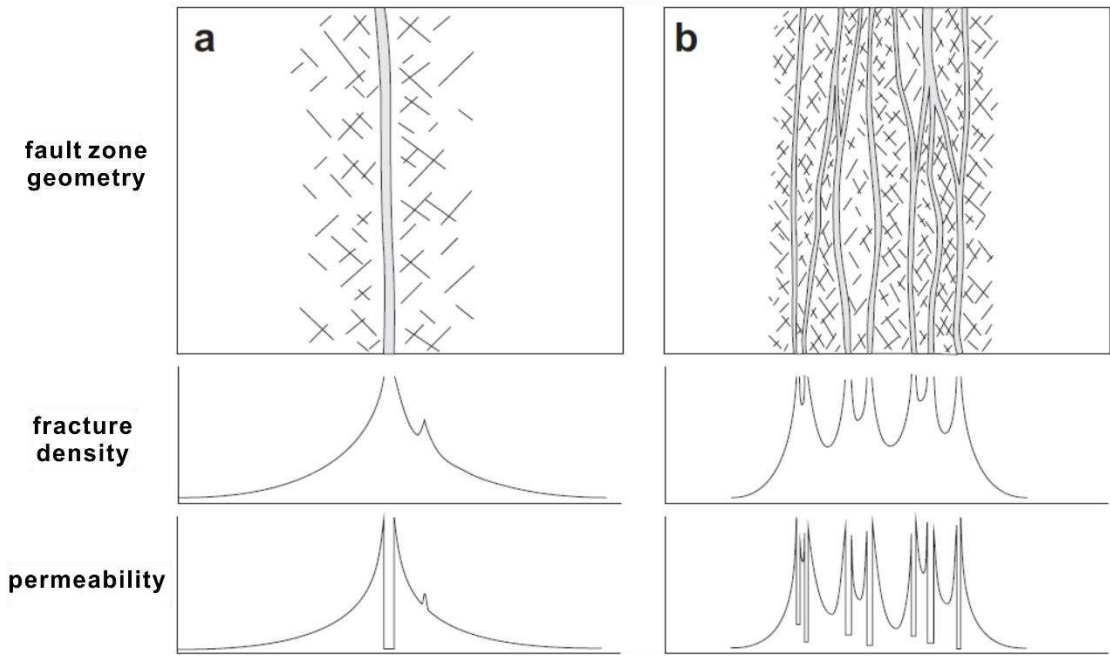 a
b
fault zone
geometry
fracture
density
permeability